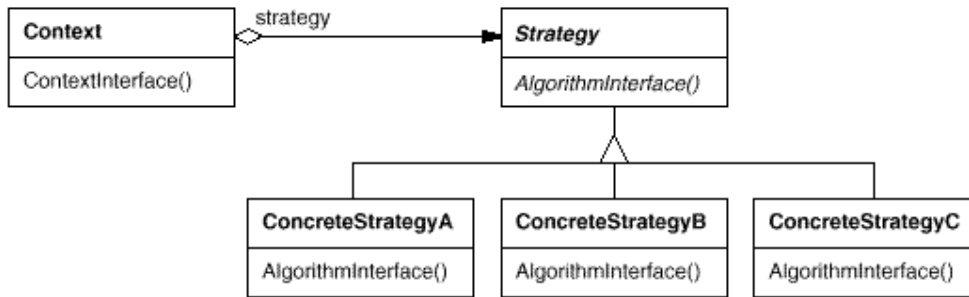 strategy
Context
Strategy
ContextInterface()
AlgorithmInterface()
ConcreteStrategyA
ConcreteStrategyB
ConcreteStrategyC
AlgorithmInterface()
AlgorithmInterface()
AlgorithmInterface()